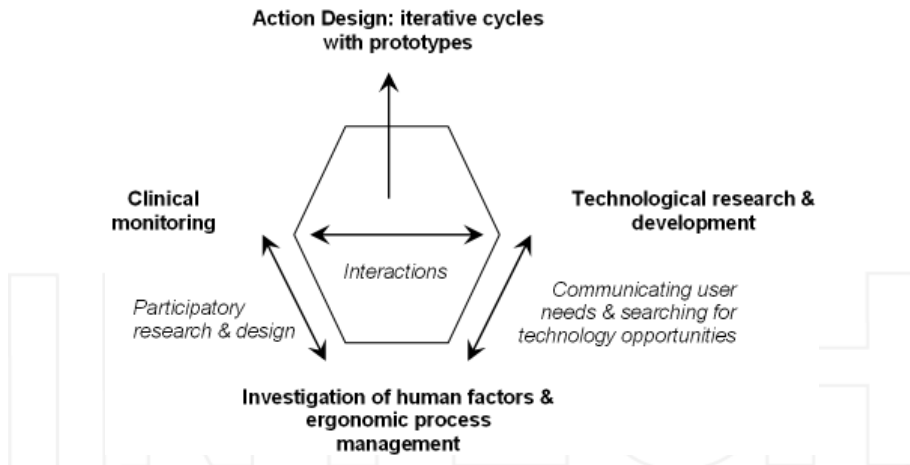 Action Design: iterative cycles
with prototypes
Clinical
monitoring
Technological research &
development
Interactions
Participatory
research & design
Communicating user
needs & searching for
technology opportunities
Investigation of human factors &
ergonomic process
management